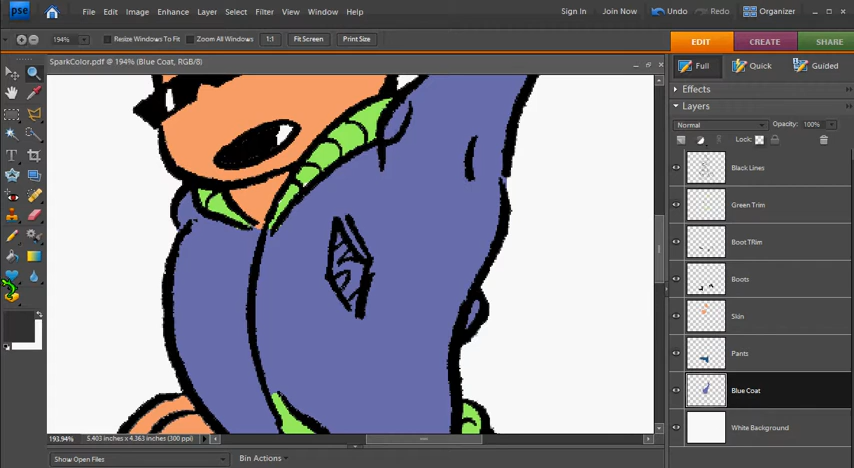 pse File Edit Image Enhance Layer Select Filter View Window Help Sign In Join Now Undo Redo Organizer
194% Resize Windows To Fit Zoom All Windows 1:1 Fit Screen Print Size EDIT CREATE SHARE
SparkColor.pdf @ 194% (Blue Coat, RGB/8)
Full Quick Guided
Effects
Layers
Normal Opacity: 100%
Lock:
Black Lines
Green Trim
Boot TRim
Boots
Skin
Pants
Blue Coat
White Background
193.94% 5.403 inches x 4.363 inches (300 ppi)
Show Open Files Bin Actions